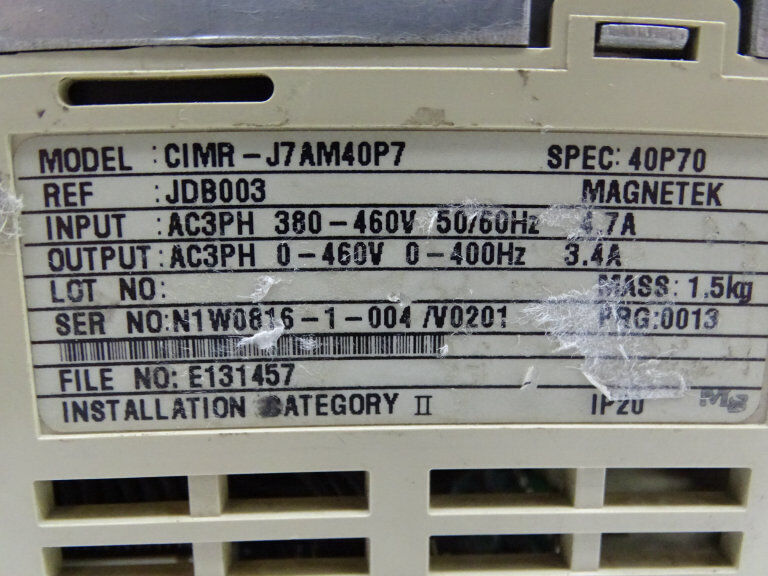 MODEL : CIMR-J7AM40P7 SPEC: 40P70
REF : JDB003 MAGNETEK
INPUT : AC3PH 380-460V 50/60Hz 4.7A
OUTPUT : AC3PH 0-460V 0-400Hz 3.4A
LOT NO: MASS: 1.5kg
SER NO: N1W0816-1-004 /V0201 PRG:0013
FILE NO: E131457
INSTALLATION CATEGORY II IP20